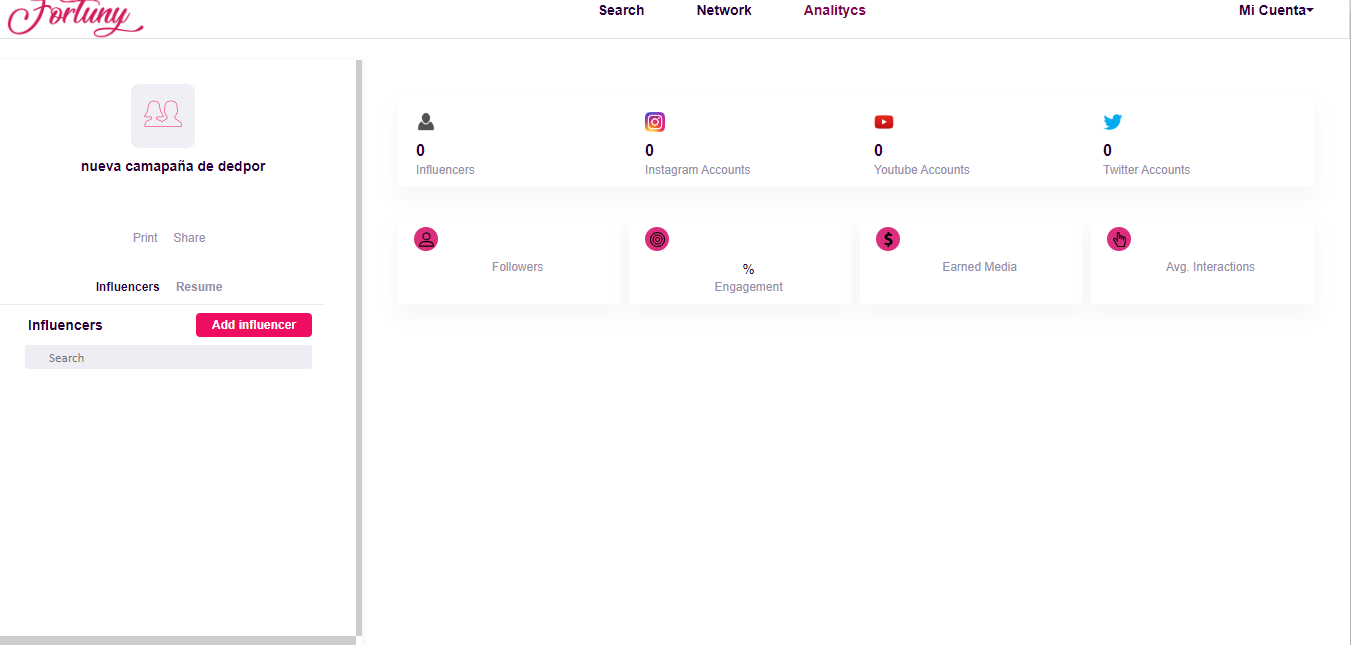 Fortuny
Search Network Analitycs Mi Cuenta
nueva camapaña de dedpor
Print Share
Influencers Resume
Influencers Add influencer
Search
0 0 0 0
Influencers Instagram Accounts Youtube Accounts Twitter Accounts
$
Followers Earned Media Avg. Interactions
%
Engagement